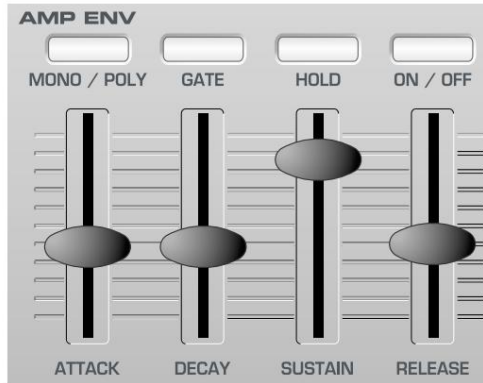 AMP ENV
MONO / POLY GATE HOLD ON / OFF
ATTACK DECAY SUSTAIN RELEASE